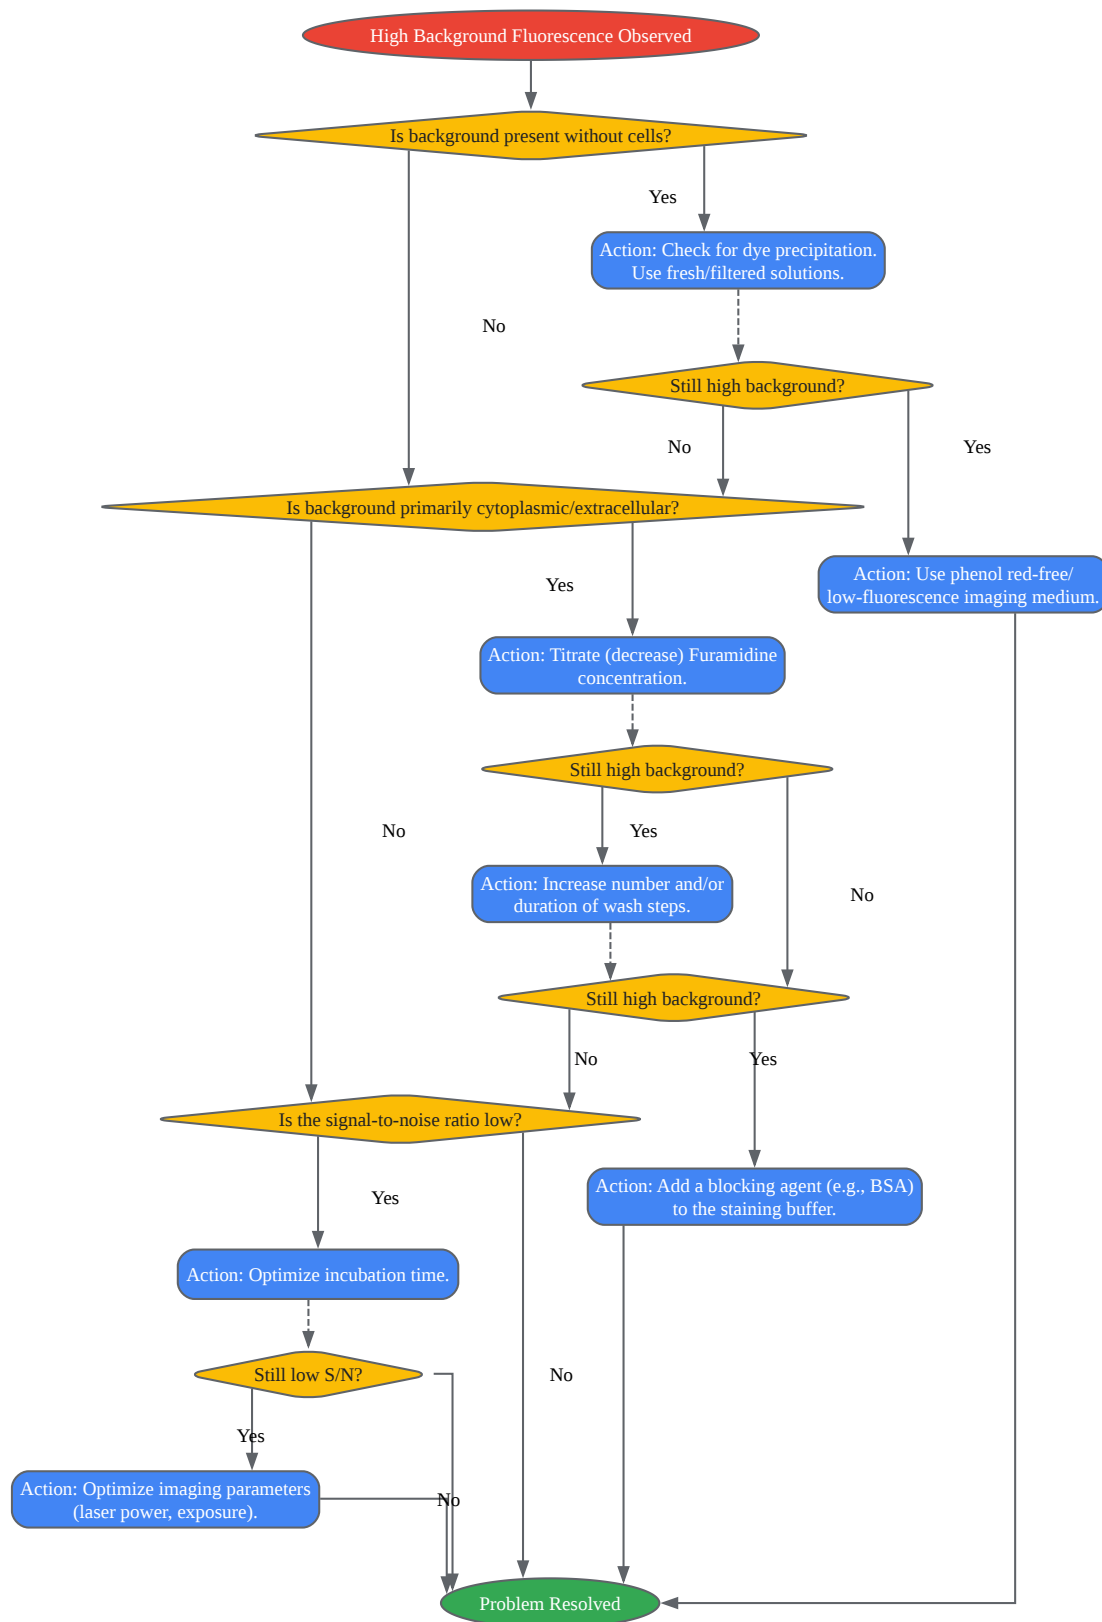 High Background Fluorescence Observed
Is background present without cells?
Yes
Action: Check for dye precipitation.
Use fresh/filtered solutions.
No
Still high background?
No
Yes
Is background primarily cytoplasmic/extracellular?
Action: Use phenol red-free/
low-fluorescence imaging medium.
Yes
Action: Titrate (decrease) Furamidine
concentration.
Still high background?
No
Yes
Action: Increase number and/or
duration of wash steps.
No
Still high background?
No
Yes
Is the signal-to-noise ratio low?
Yes
Action: Add a blocking agent (e.g., BSA)
to the staining buffer.
Action: Optimize incubation time.
Still low S/N?
No
Yes
Action: Optimize imaging parameters
(laser power, exposure).
No
Problem Resolved